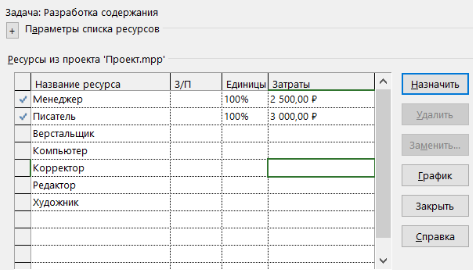 Задача: Разработка содержания
+ Параметры списка ресурсов
Ресурсы из проекта 'Проект.mpp'
Название ресурса З/П Единицы Затраты
Менеджер 100% 2 500,00 ₽
Писатель 100% 3 000,00 ₽
Верстальщик
Компьютер
Корректор
Редактор
Художник
Назначить
Удалить
Заменить...
График
Закрыть
Справка